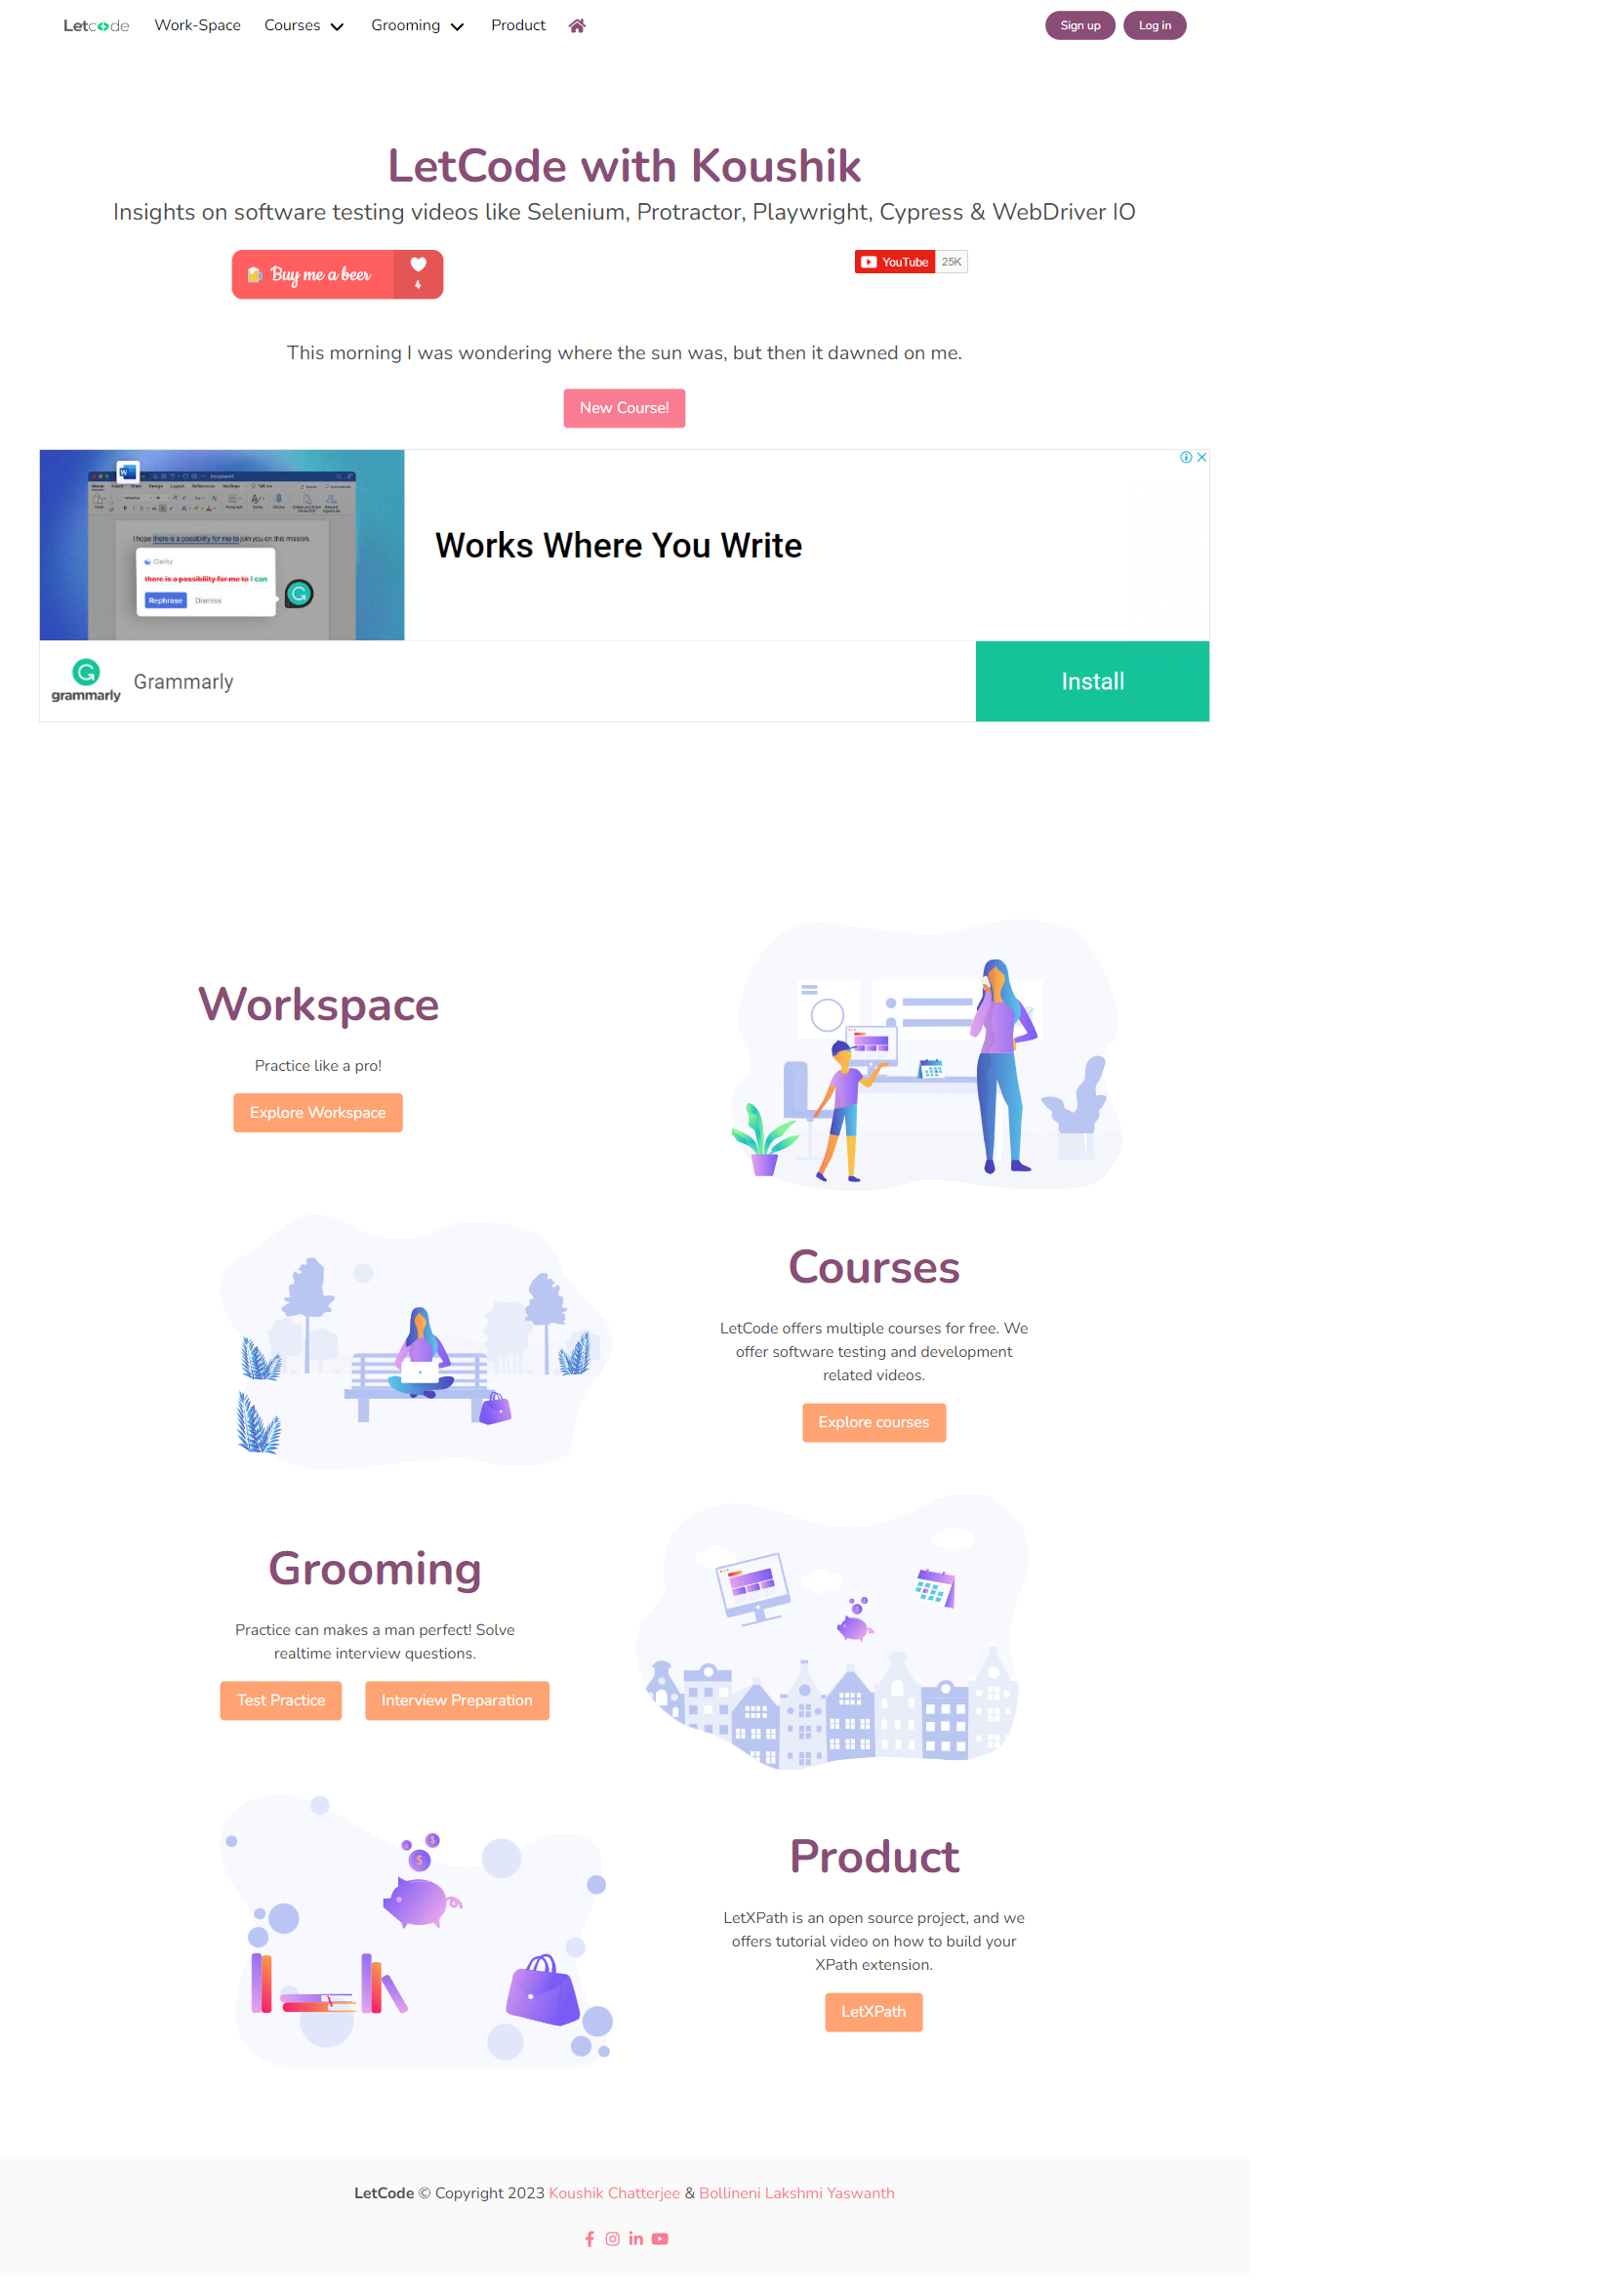 Letcode Work-Space Courses Grooming Product Sign up Log in
LetCode with Koushik
Insights on software testing videos like Selenium, Protractor, Playwright, Cypress & WebDriver IO
Buy me a beer 4
YouTube 25K
This morning I was wondering where the sun was, but then it dawned on me.
New Course!
I hope there is a possibility for me to join you on this mission.
Clarity
there is a possibility for me to I can
Rephrase Dismiss
Works Where You Write
grammarly Grammarly Install
Workspace
Practice like a pro!
Explore Workspace
Courses
LetCode offers multiple courses for free. We
offer software testing and development
related videos.
Explore courses
Grooming
Practice can makes a man perfect! Solve
realtime interview questions.
Test Practice Interview Preparation
Product
LetXPath is an open source project, and we
offers tutorial video on how to build your
XPath extension.
LetXPath
LetCode © Copyright 2023 Koushik Chatterjee & Bollineni Lakshmi Yaswanth